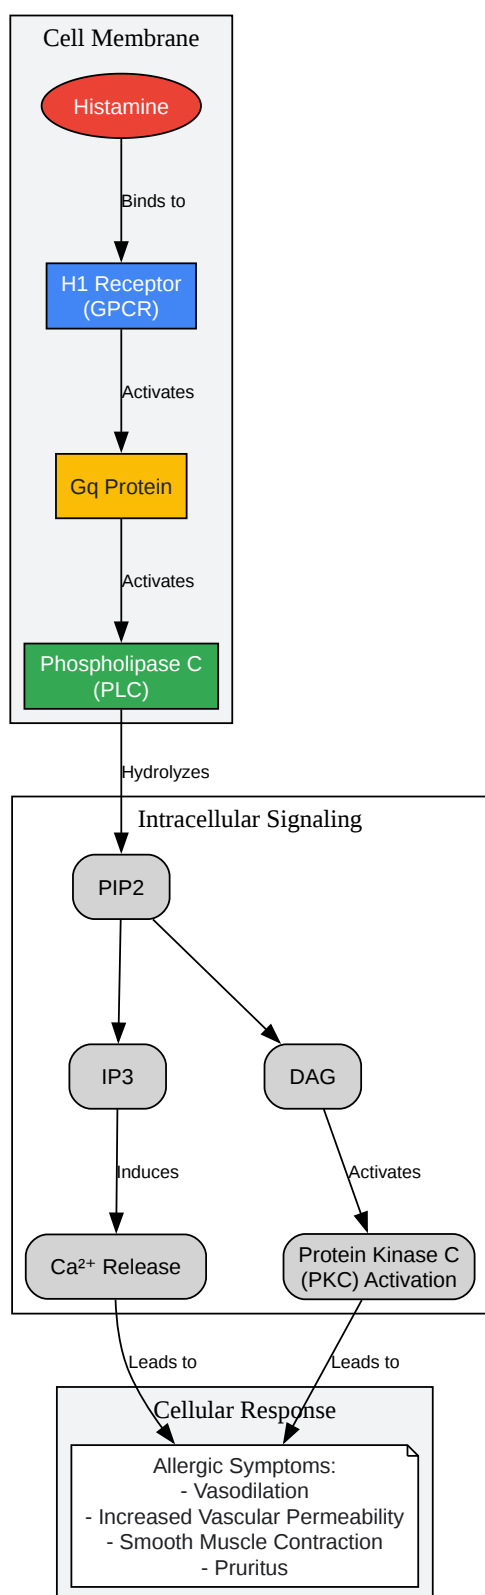 Cell Membrane
Histamine
Binds to
H1 Receptor
(GPCR)
Activates
Gq Protein
Activates
Phospholipase C
(PLC)
Hydrolyzes
Intracellular Signaling
PIP2
IP3
DAG
Induces
Activates
Ca²⁺ Release
Protein Kinase C
(PKC) Activation
Leads to
Leads to
Cellular Response
Allergic Symptoms:
- Vasodilation
- Increased Vascular Permeability
- Smooth Muscle Contraction
- Pruritus